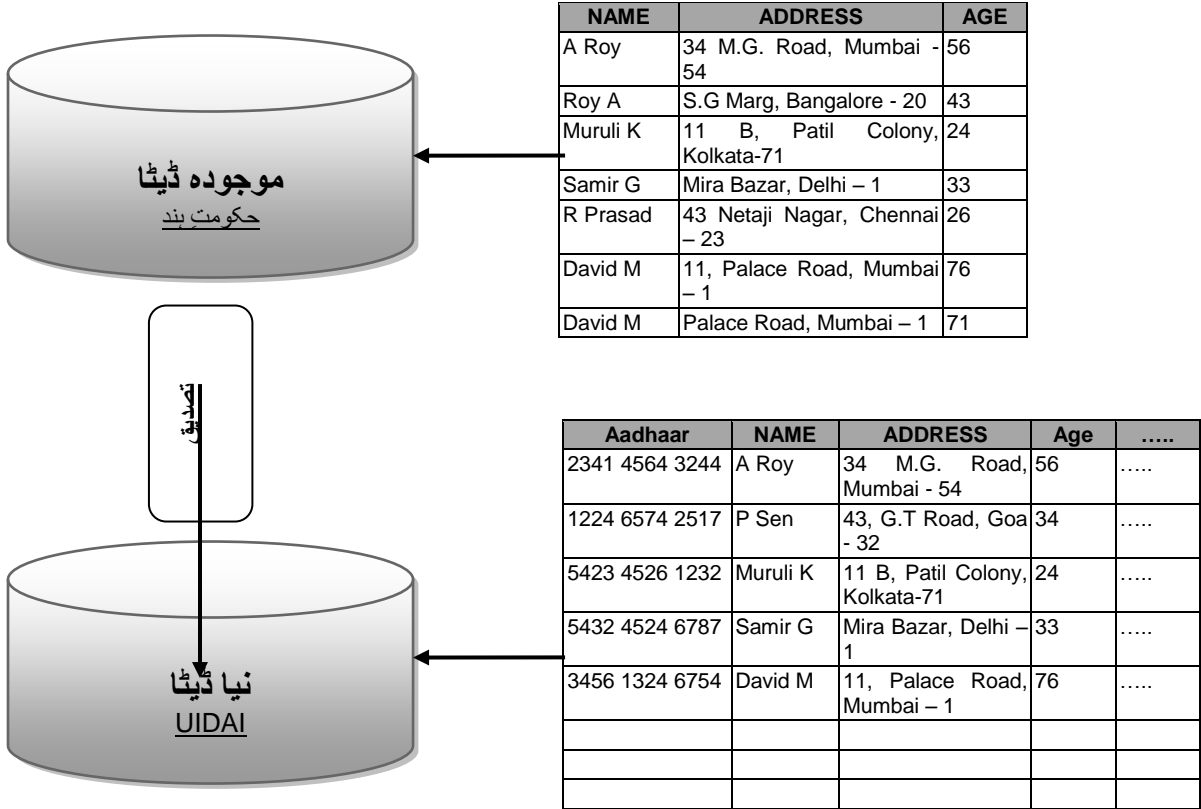 NAME ADDRESS AGE
A Roy 34 M.G. Road, Mumbai - 56
54
Roy A S.G Marg, Bangalore - 20 43
Muruli K 11 B, Patil Colony, 24
Kolkata-71
Samir G Mira Bazar, Delhi – 1 33
R Prasad 43 Netaji Nagar, Chennai 26
– 23
David M 11, Palace Road, Mumbai 76
– 1
David M Palace Road, Mumbai – 1 71
موجودہ ڈیٹا
حکومتِ ہند
تصدیق
Aadhaar NAME ADDRESS Age …..
2341 4564 3244 A Roy 34 M.G. Road, 56 …..
Mumbai - 54
1224 6574 2517 P Sen 43, G.T Road, Goa 34 …..
- 32
5423 4526 1232 Muruli K 11 B, Patil Colony, 24 …..
Kolkata-71
5432 4524 6787 Samir G Mira Bazar, Delhi – 33 …..
1
3456 1324 6754 David M 11, Palace Road, 76 …..
Mumbai – 1
نیا ڈیٹا
UIDAI